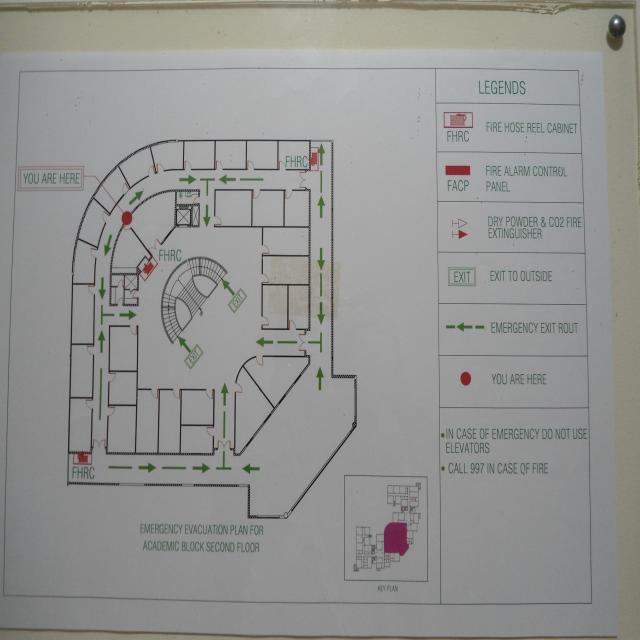 LEGENDS
FHRC
FIRE HOSE REEL CABINET
FACP
FIRE ALARM CONTROL
PANEL
DRY POWDER & CO2 FIRE
EXTINGUISHER
EXIT
EXIT TO OUTSIDE
EMERGENCY EXIT ROUT
YOU ARE HERE
•IN CASE OF EMERGENCY DO NOT USE
ELEVATORS
• CALL 997 IN CASE OF FIRE
YOU ARE HERE
FHRC
FHRC
EXIT
EXIT
FHRC
EMERGENCY EVACUATION PLAN FOR
ACADEMIC BLOCK SECOND FLOOR
KEY PLAN